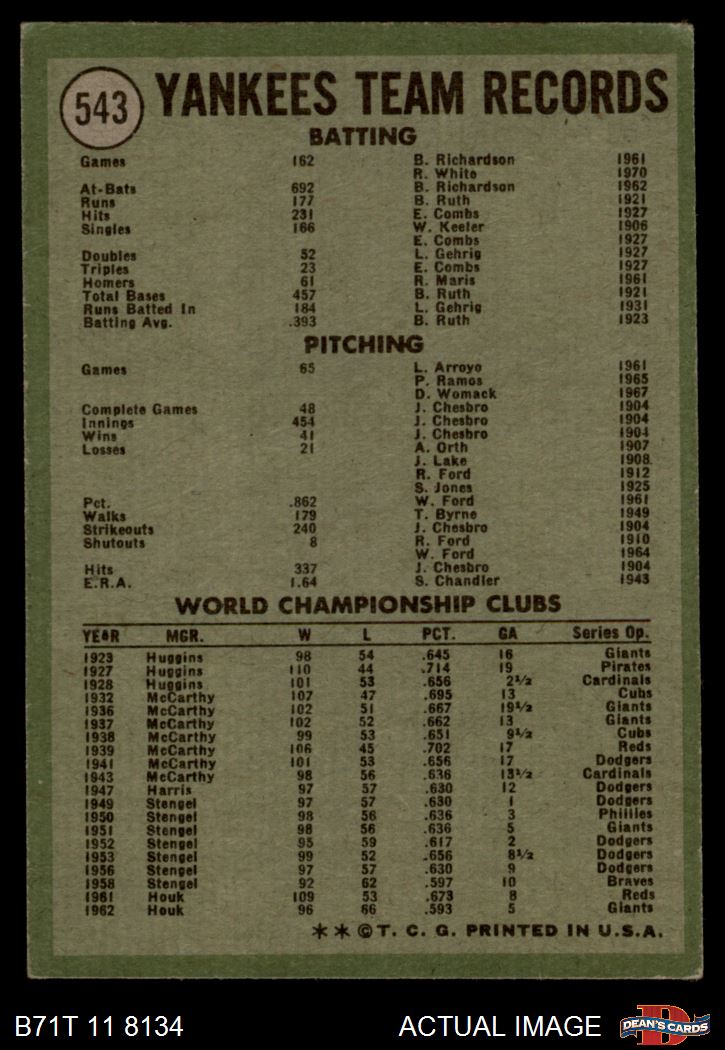 543 YANKEES TEAM RECORDS
BATTING
Games 162 B. Richardson 1961
R. White 1970
At-Bats 692 B. Richardson 1962
Runs 177 B. Ruth 1921
Hits 231 E. Combs 1927
Singles 166 W. Keeler 1906
E. Combs 1927
Doubles 52 L. Gehrig 1927
Triples 23 E. Combs 1927
Homers 61 R. Maris 1961
Total Bases 457 B. Ruth 1921
Runs Batted In 184 L. Gehrig 1931
Batting Avg. .393 B. Ruth 1923
PITCHING
Games 65 L. Arroyo 1961
P. Ramos 1965
D. Womack 1967
Complete Games 48 J. Chesbro 1904
Innings 454 J. Chesbro 1904
Wins 41 J. Chesbro 1904
Losses 21 A. Orth 1907
J. Lake 1908
R. Ford 1912
S. Jones 1925
Pct. .862 W. Ford 1961
Walks 179 T. Byrne 1949
Strikeouts 240 J. Chesbro 1904
Shutouts 8 R. Ford 1910
W. Ford 1964
Hits 337 J. Chesbro 1904
E.R.A. 1.64 S. Chandler 1943
WORLD CHAMPIONSHIP CLUBS
YEAR MGR. W L PCT. GA Series Op.
1923 Huggins 98 54 .645 16 Giants
1927 Huggins 110 44 .714 19 Pirates
1928 Huggins 101 53 .656 2½ Cardinals
1932 McCarthy 107 47 .695 13 Cubs
1936 McCarthy 102 51 .667 19½ Giants
1937 McCarthy 102 52 .662 13 Giants
1938 McCarthy 99 53 .651 9½ Cubs
1939 McCarthy 106 45 .702 17 Reds
1941 McCarthy 101 53 .656 17 Dodgers
1943 McCarthy 98 56 .636 13½ Cardinals
1947 Harris 97 57 .630 12 Dodgers
1949 Stengel 97 57 .630 1 Dodgers
1950 Stengel 98 56 .636 3 Phillies
1951 Stengel 98 56 .636 5 Giants
1952 Stengel 95 59 .617 2 Dodgers
1953 Stengel 99 52 .656 8½ Dodgers
1956 Stengel 97 57 .630 9 Dodgers
1958 Stengel 92 62 .597 10 Braves
1961 Houk 109 53 .673 8 Reds
1962 Houk 96 66 .593 5 Giants
**©T. C. G. PRINTED IN U.S.A.
B71T 11 8134 ACTUAL IMAGE D DEAN'S CARDS